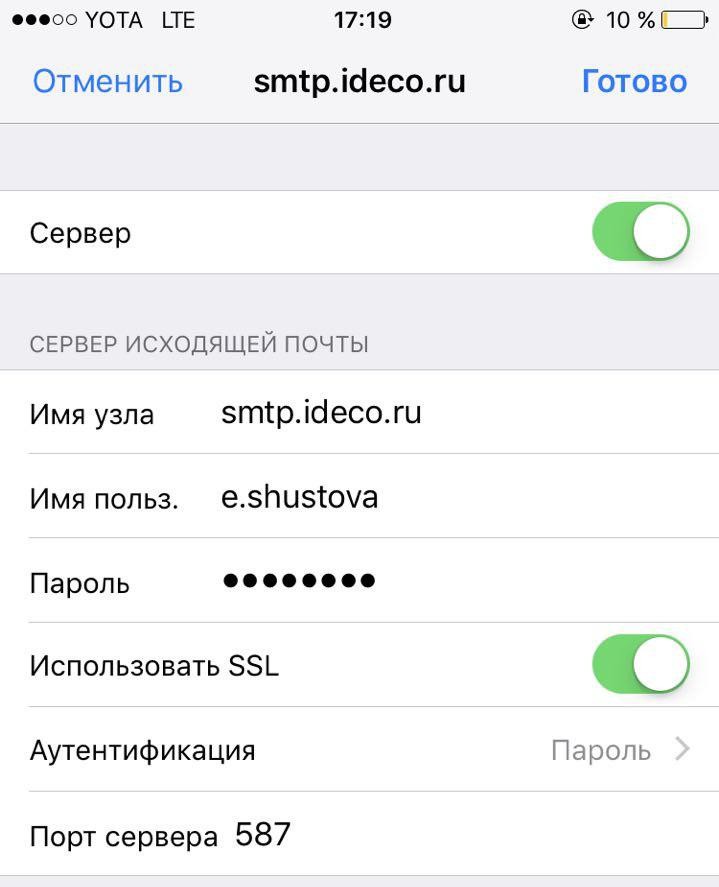 ●●●○○ YOTA LTE 17:19 10 %
Отменить smtp.ideco.ru Готово
Сервер
СЕРВЕР ИСХОДЯЩЕЙ ПОЧТЫ
Имя узла smtp.ideco.ru
Имя польз. e.shustova
Пароль ●●●●●●●●
Использовать SSL
Аутентификация Пароль
Порт сервера 587